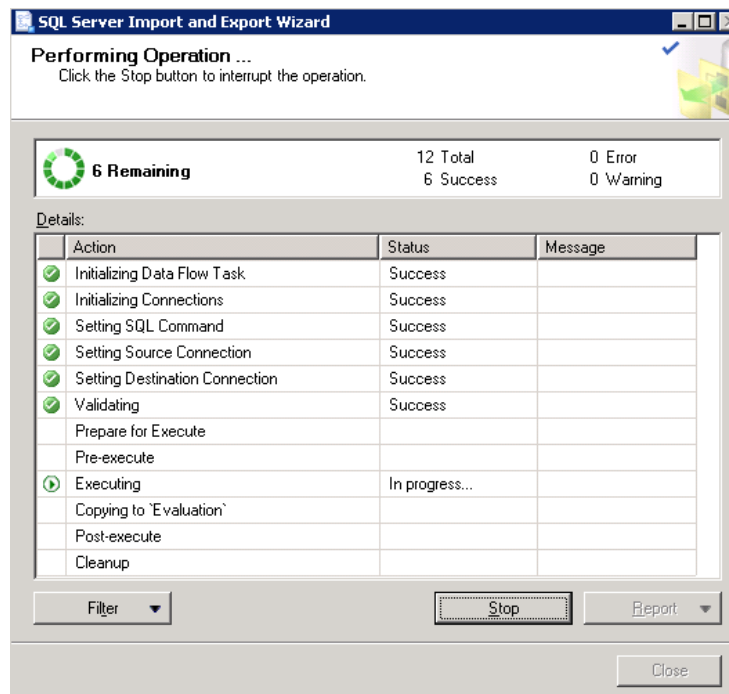 SQL Server Import and Export Wizard
Performing Operation ...
Click the Stop button to interrupt the operation.
6 Remaining
12 Total
0 Error
6 Success
0 Warning
Details:
Action Status Message
Initializing Data Flow Task Success
Initializing Connections Success
Setting SQL Command Success
Setting Source Connection Success
Setting Destination Connection Success
Validating Success
Prepare for Execute
Pre-execute
Executing In progress...
Copying to `Evaluation`
Post-execute
Cleanup
Filter Stop Report
Close